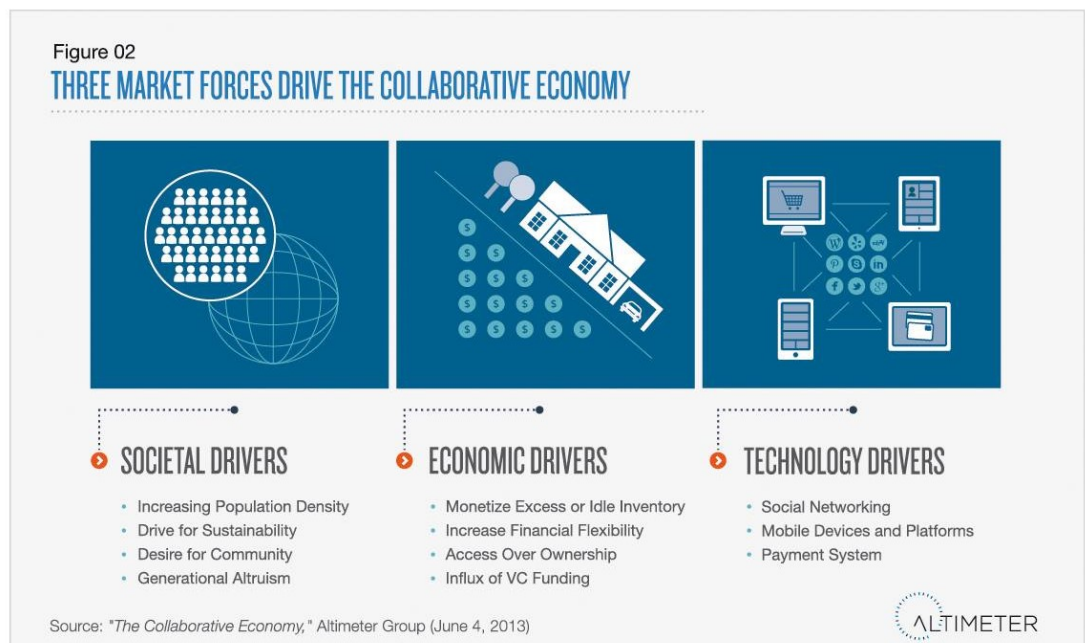 Figure 02
THREE MARKET FORCES DRIVE THE COLLABORATIVE ECONOMY
SOCIETAL DRIVERS
• Increasing Population Density
• Drive for Sustainability
• Desire for Community
• Generational Altruism
ECONOMIC DRIVERS
• Monetize Excess or Idle Inventory
• Increase Financial Flexibility
• Access Over Ownership
• Influx of VC Funding
TECHNOLOGY DRIVERS
• Social Networking
• Mobile Devices and Platforms
• Payment System
Source: "The Collaborative Economy," Altimeter Group (June 4, 2013)
ALTIMETER